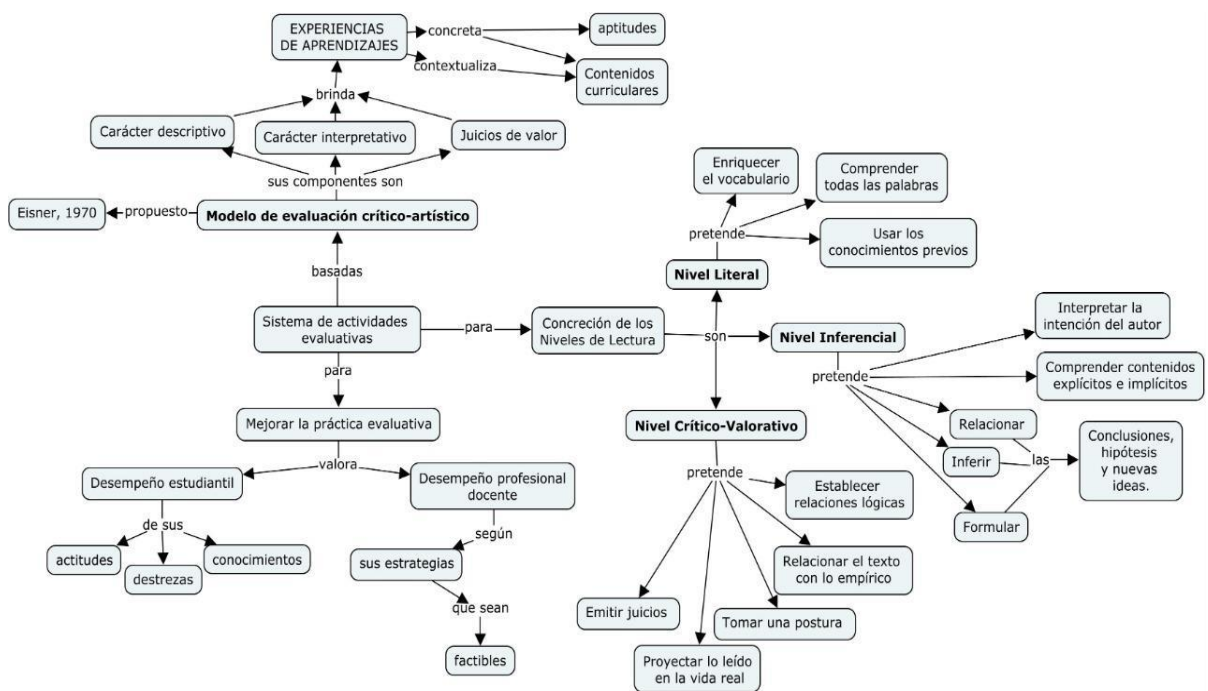 EXPERIENCIAS
DE APRENDIZAJES
concreta
aptitudes
contextualiza
Contenidos
curriculares
brinda
Carácter descriptivo
Carácter interpretativo
Juicios de valor
sus componentes son
Eisner, 1970
propuesto
Modelo de evaluación crítico-artístico
basadas
Sistema de actividades
evaluativas
para
Concreción de los
Niveles de Lectura
son
Nivel Literal
pretende
Enriquecer
el vocabulario
Comprender
todas las palabras
Usar los
conocimientos previos
Nivel Inferencial
pretende
Interpretar la
intención del autor
Comprender contenidos
explícitos e implícitos
Relacionar
Inferir
Formular
las
Conclusiones,
hipótesis
y nuevas
ideas.
Nivel Crítico-Valorativo
pretende
Establecer
relaciones lógicas
Relacionar el texto
con lo empírico
Tomar una postura
Proyectar lo leído
en la vida real
Emitir juicios
para
Mejorar la práctica evaluativa
valora
Desempeño estudiantil
de sus
actitudes
destrezas
conocimientos
Desempeño profesional
docente
según
sus estrategias
que sean
factibles